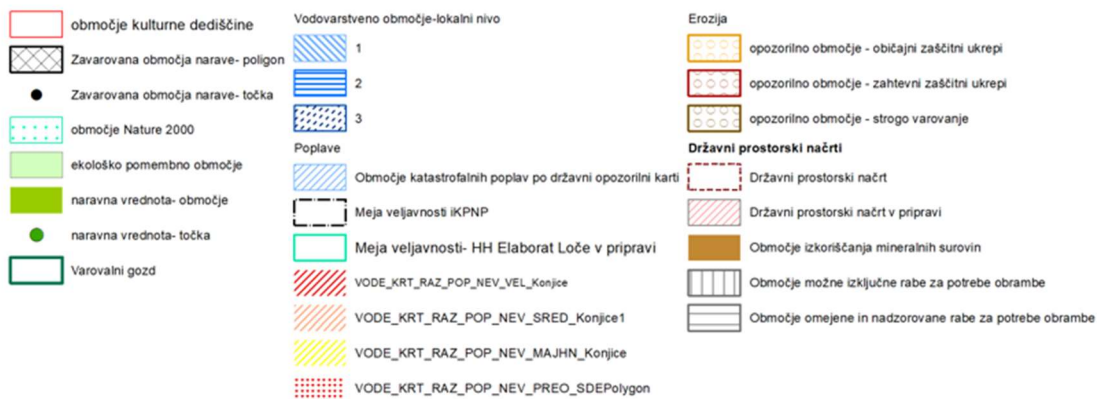 območje kulturne dediščine
Zavarovana območja narave- poligon
Zavarovana območja narave- točka
območje Nature 2000
ekološko pomembno območje
naravna vrednota- območje
naravna vrednota- točka
Varovalni gozd
Vodovarstveno območje-lokalni nivo
1
2
3
Poplave
Območje katastrofalnih poplav po državni opozorilni karti
Meja veljavnosti iKPNP
Meja veljavnosti- HH Elaborat Loče v pripravi
VODE_KRT_RAZ_POP_NEV_VEL_Konjice
VODE_KRT_RAZ_POP_NEV_SRED_Konjice1
VODE_KRT_RAZ_POP_NEV_MAJHN_Konjice
VODE_KRT_RAZ_POP_NEV_PREO_SDEPolygon
Erozija
opozorilno območje - običajni zaščitni ukrepi
opozorilno območje - zahtevni zaščitni ukrepi
opozorilno območje - strogo varovanje
Državni prostorski načrti
Državni prostorski načrt
Državni prostorski načrt v pripravi
Območje izkoriščanja mineralnih surovin
Območje možne izključne rabe za potrebe obrambe
Območje omejene in nadzorovane rabe za potrebe obrambe